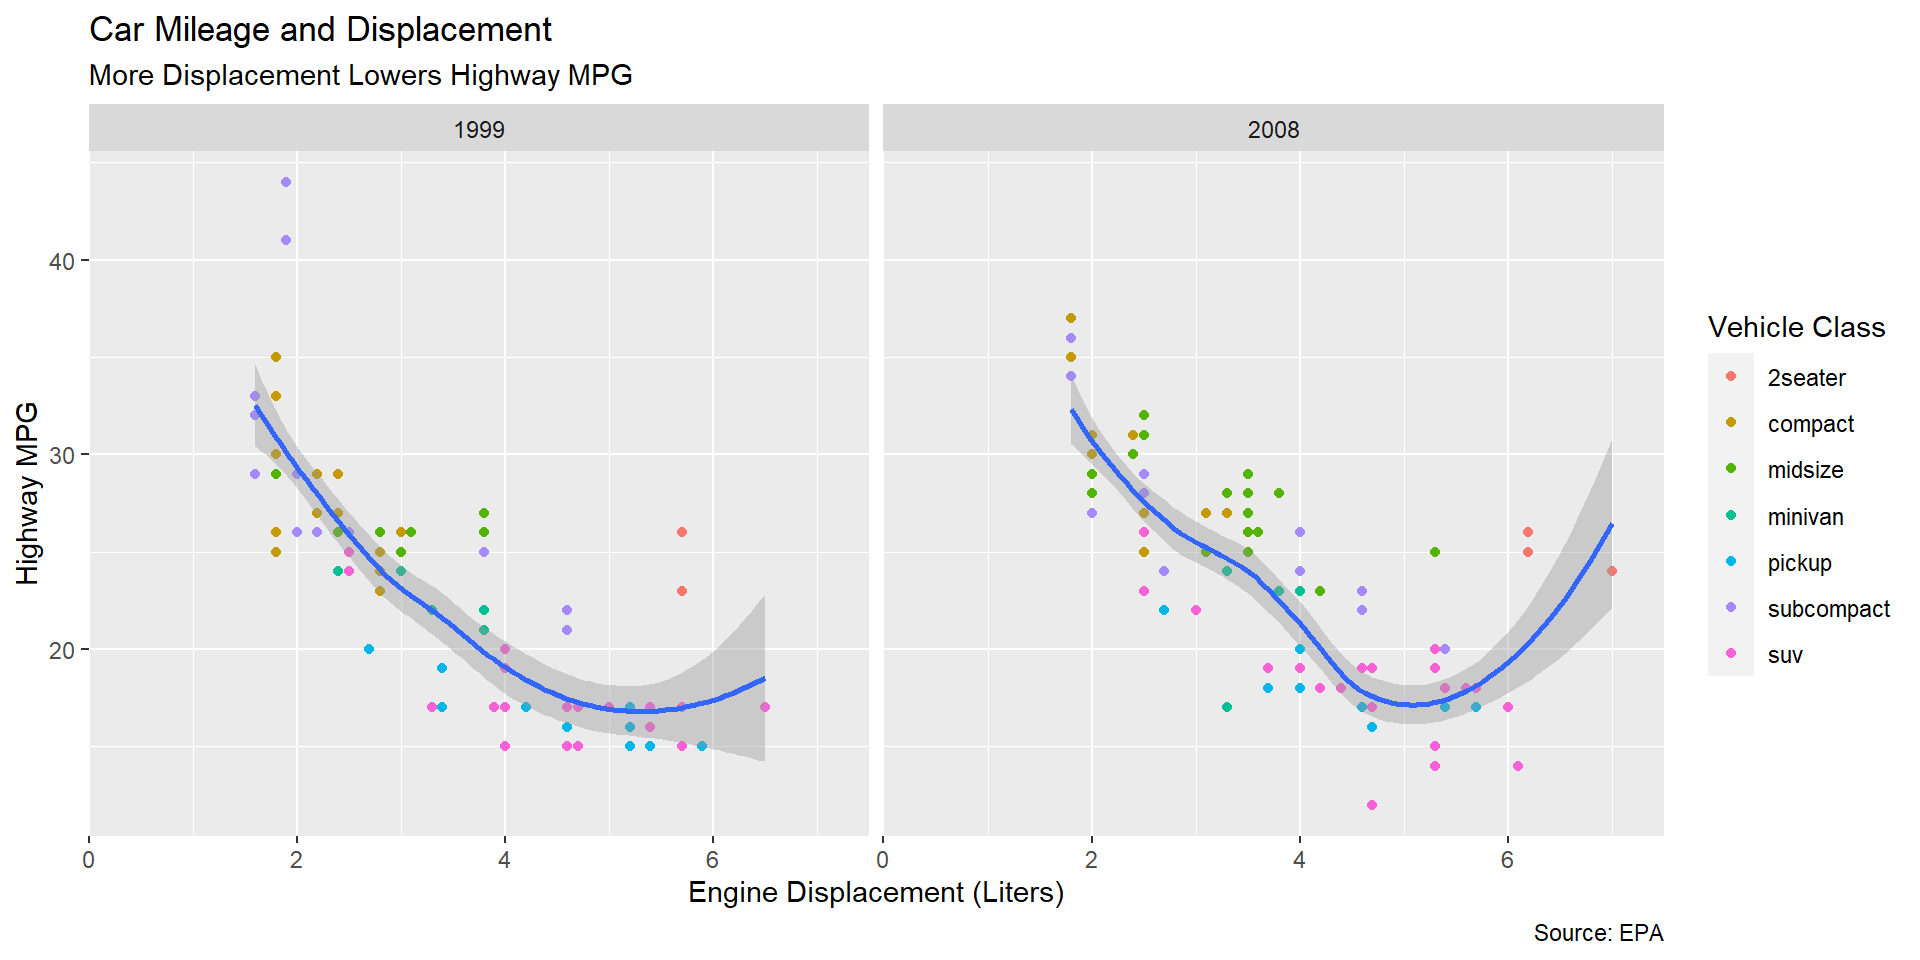 Car Mileage and Displacement
More Displacement Lowers Highway MPG
1999
2008
Highway MPG
40
30
20
0 2 4 6
0 2 4 6
Engine Displacement (Liters)
Vehicle Class
2seater
compact
midsize
minivan
pickup
subcompact
suv
Source: EPA